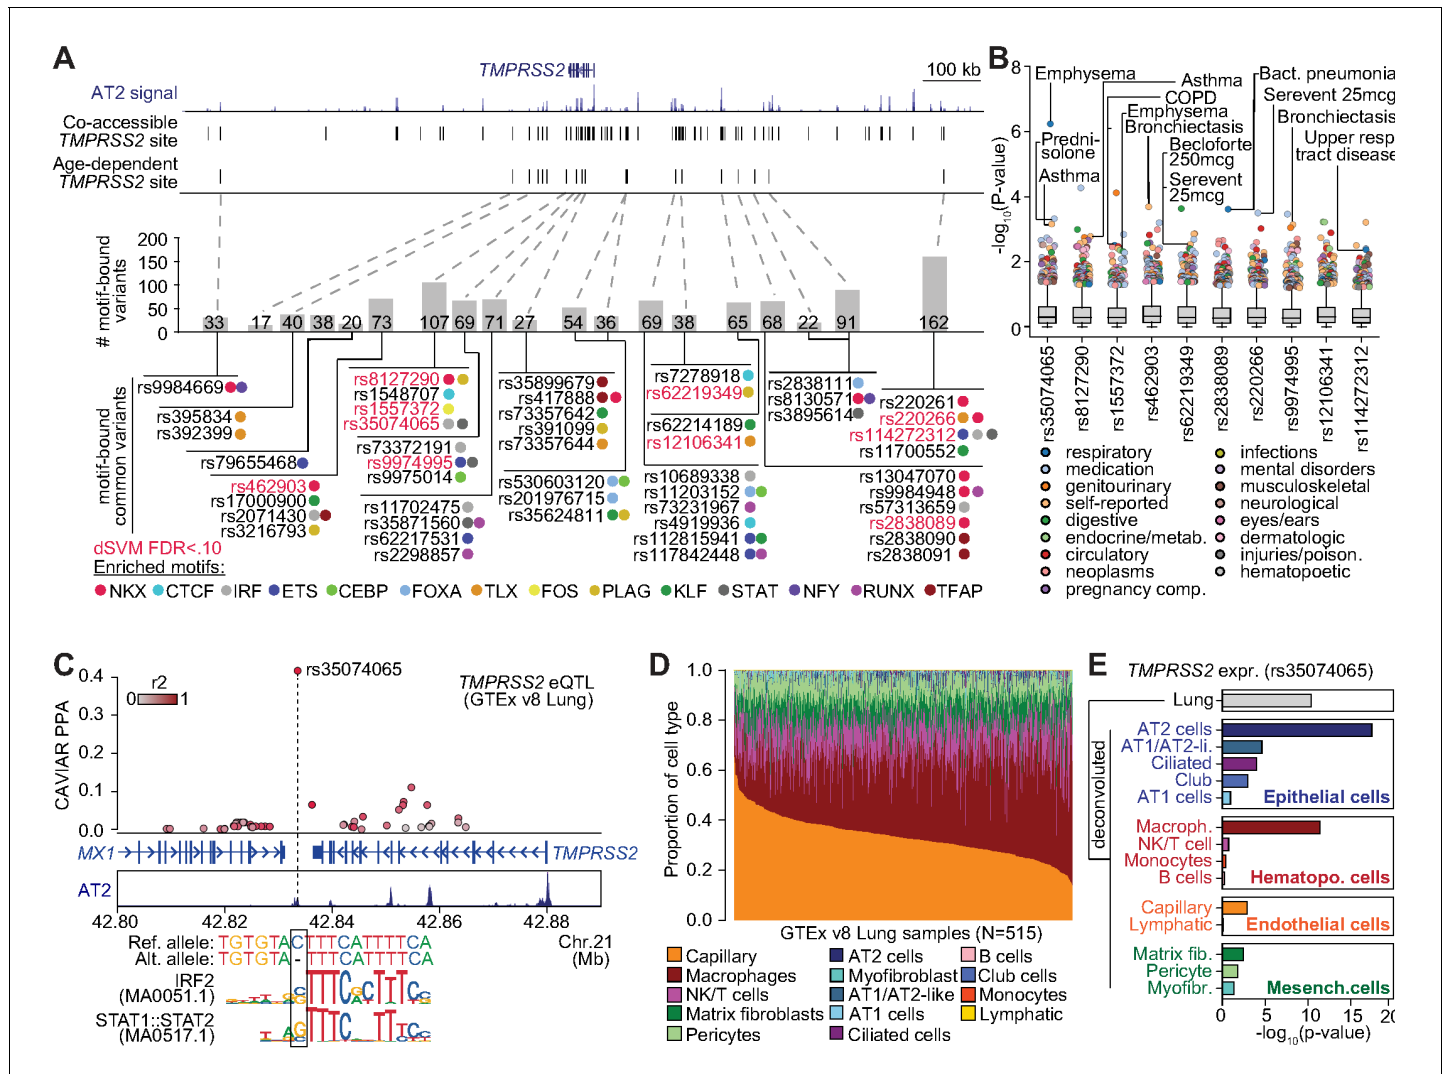 A
TMPRSS2
100 kb
AT2 signal
Co-accessible
TMPRSS2 site
Age-dependent
TMPRSS2 site
# motif-bound
variants
200
150
100
50
0
33 17 40 38 20 73 107 69 71 27 54 36 69 38 65 68 22 91 162
motif-bound
common variants
rs9984669
rs395834
rs392399
rs79655468
rs462903
rs17000900
rs2071430
rs3216793
rs8127290
rs1548707
rs1557372
rs35074065
rs73372191
rs9974995
rs9975014
rs11702475
rs35871560
rs62217531
rs2298857
rs35899679
rs417888
rs73357642
rs391099
rs73357644
rs530603120
rs201976715
rs35624811
rs7278918
rs62219349
rs62214189
rs12106341
rs10689338
rs11203152
rs73231967
rs4919936
rs112815941
rs117842448
rs2838111
rs8130571
rs3895614
rs220261
rs220266
rs114272312
rs11700552
rs13047070
rs9984948
rs57313659
rs2838089
rs2838090
rs2838091
dSVM FDR<.10
Enriched motifs:
NKX CTCF IRF ETS CEBP FOXA TLX FOS PLAG KLF STAT NFY RUNX TFAP
B
-log10(P-value)
8
6
4
2
0
Emphysema
Predni-
solone
Asthma
Asthma
COPD
Emphysema
Bronchiectasis
Becloforte
250mcg
Serevent
25mcg
Bact. pneumonia
Serevent 25mcg
Bronchiectasis
Upper resp
tract disease
rs35074065
rs8127290
rs1557372
rs462903
rs62219349
rs2838089
rs220266
rs9974995
rs12106341
rs114272312
respiratory
medication
genitourinary
self-reported
digestive
endocrine/metab.
circulatory
neoplasms
pregnancy comp.
infections
mental disorders
musculoskeletal
neurological
eyes/ears
dermatologic
injuries/poison.
hematopoetic
C
CAVIAR PPA
0.4
0.3
0.2
0.1
0.0
r2
0 1
rs35074065
TMPRSS2 eQTL
(GTEx v8 Lung)
MX1
TMPRSS2
AT2
42.80 42.82 42.84 42.86 42.88
Chr.21
(Mb)
Ref. allele: TGTGTACTTTCATTTTCA
Alt. allele: TGTGTA-TTTCATTTTCA
IRF2
(MA0051.1)
STAT1::STAT2
(MA0517.1)
D
Proportion of cell type
1.0
0.8
0.6
0.4
0.2
0.0
GTEx v8 Lung samples (N=515)
Capillary
Macrophages
NK/T cells
Matrix fibroblasts
Pericytes
AT2 cells
Myofibroblast
AT1/AT2-like
AT1 cells
Ciliated cells
B cells
Club cells
Monocytes
Lymphatic
E
TMPRSS2 expr. (rs35074065)
Lung
deconvoluted
AT2 cells
AT1/AT2-li.
Ciliated
Club
AT1 cells
Epithelial cells
Macroph.
NK/T cell
Monocytes
B cells
Hematopo. cells
Capillary
Lymphatic
Endothelial cells
Matrix fib.
Pericyte
Myofibr.
Mesench.cells
0 5 10 15 20
-log10(p-value)